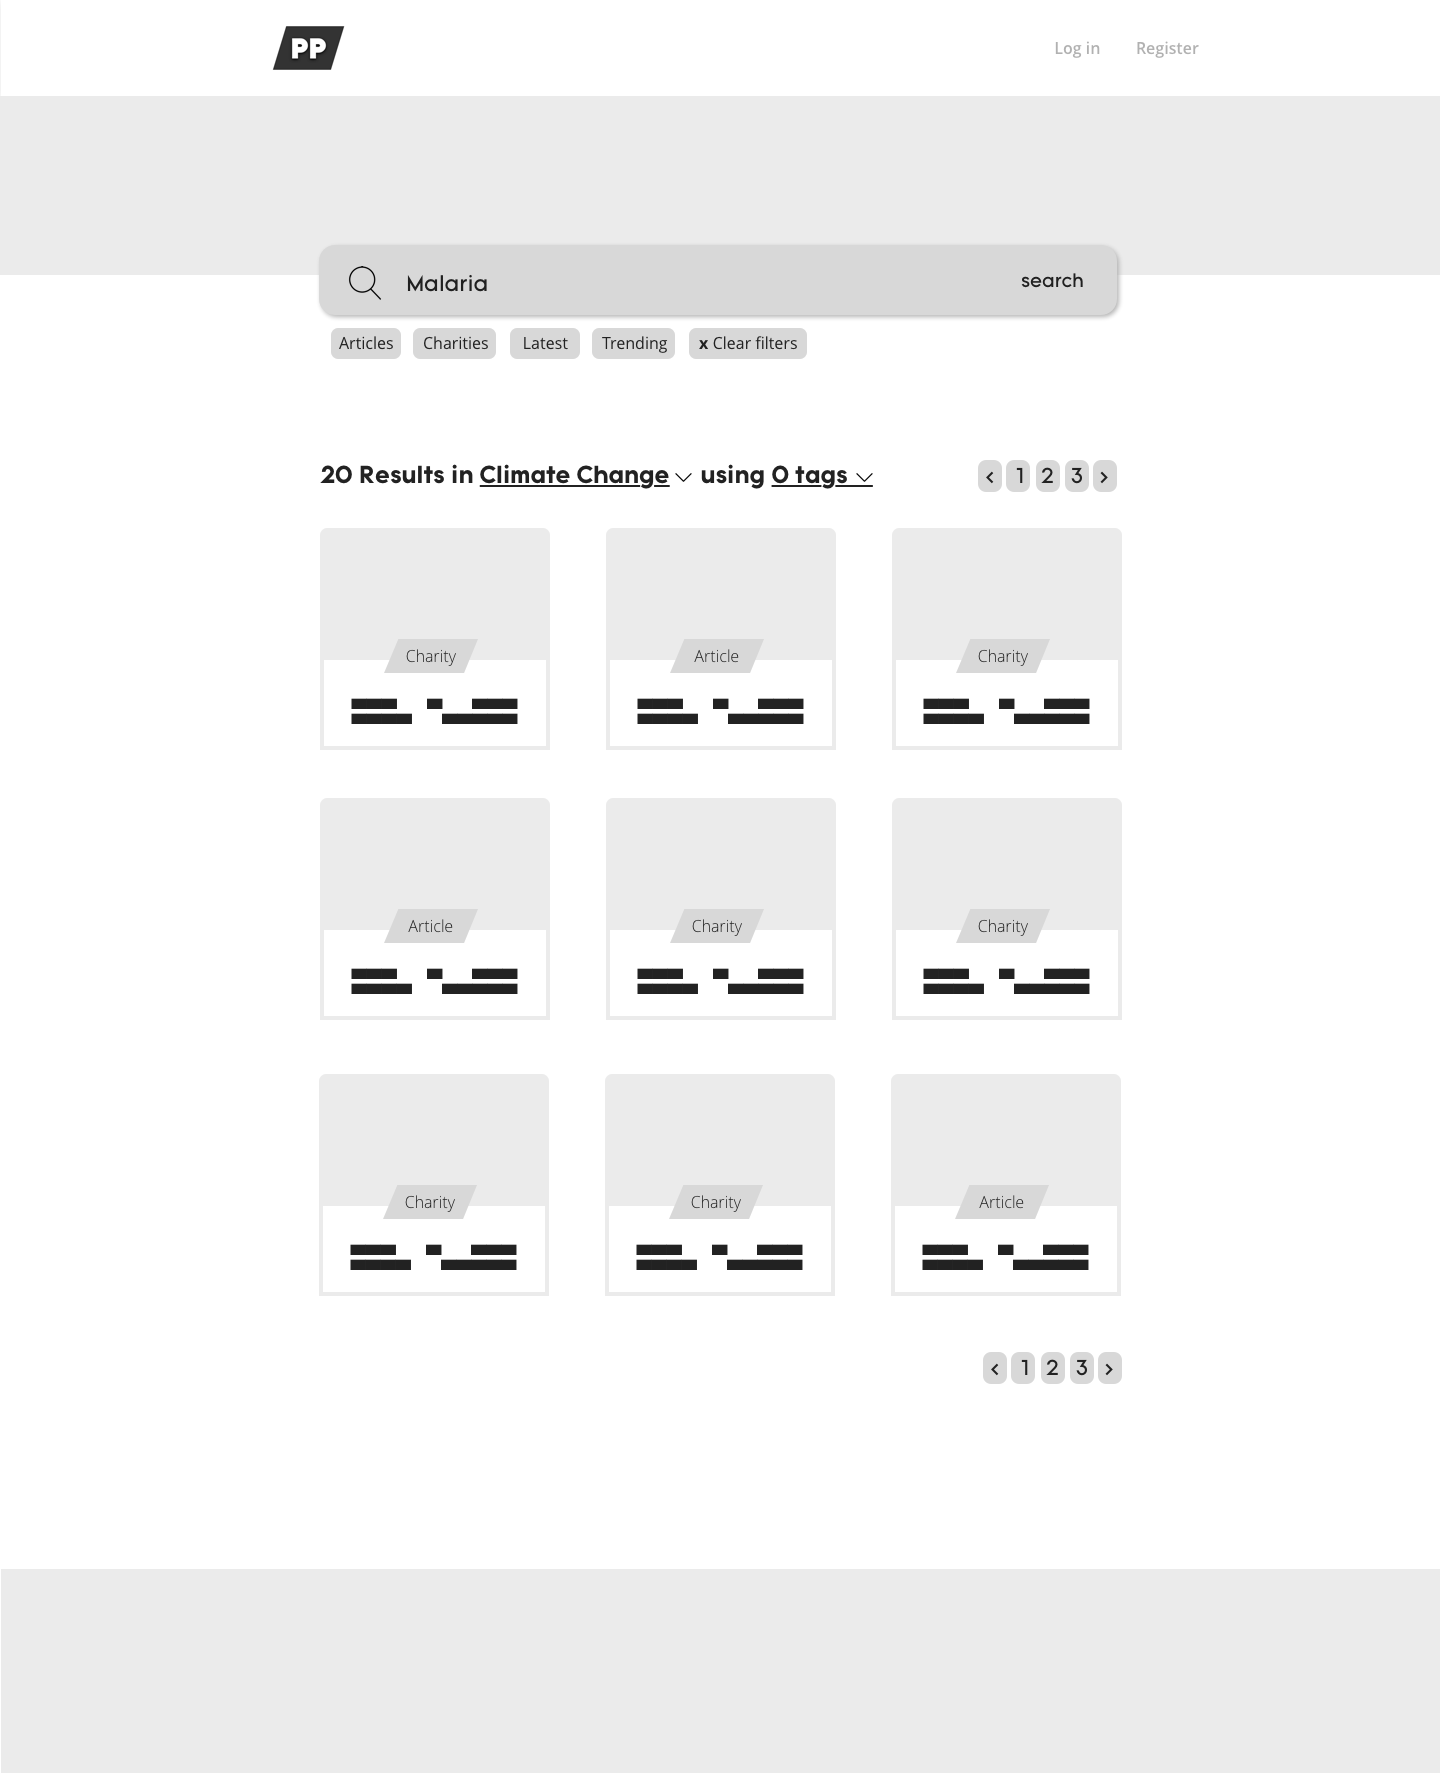 PP
Log in Register
Malaria search
Articles Charities Latest Trending x Clear filters
20 Results in Climate Change using 0 tags
< 1 2 3 >
Charity Article Charity
Article Charity Charity
Charity Charity Article
< 1 2 3 >